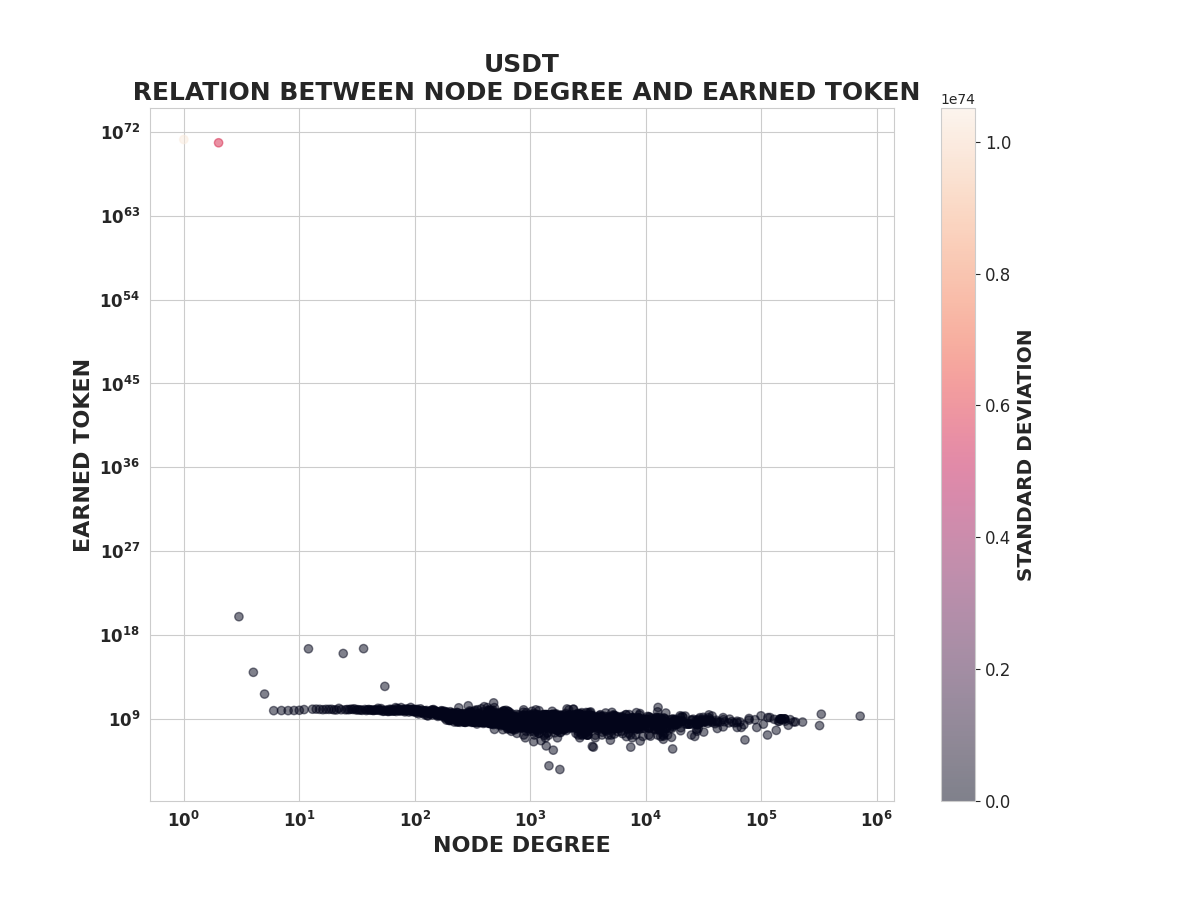 USDT
RELATION BETWEEN NODE DEGREE AND EARNED TOKEN
1e74
10^72
10^63
10^54
10^45
10^36
10^27
10^18
10^9
EARNED TOKEN
10^0 10^1 10^2 10^3 10^4 10^5 10^6
NODE DEGREE
1.0
0.8
0.6
0.4
0.2
0.0
STANDARD DEVIATION